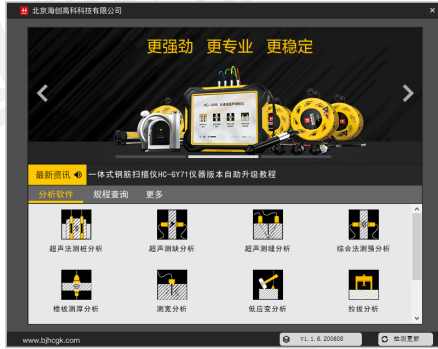 北京海创高科科技有限公司
更强劲 更专业 更稳定
最新资讯 一体式钢筋扫描仪HC-GY71仪器版本自动升级教程
分析软件 规程查询 更多
超声法测桩分析 超声测缺分析 超声测缝分析 综合法测强分析
楼板测厚分析 测宽分析 低应变分析 拉拔分析
www.bjhcgk.com V1.1.6.200608 检测更新